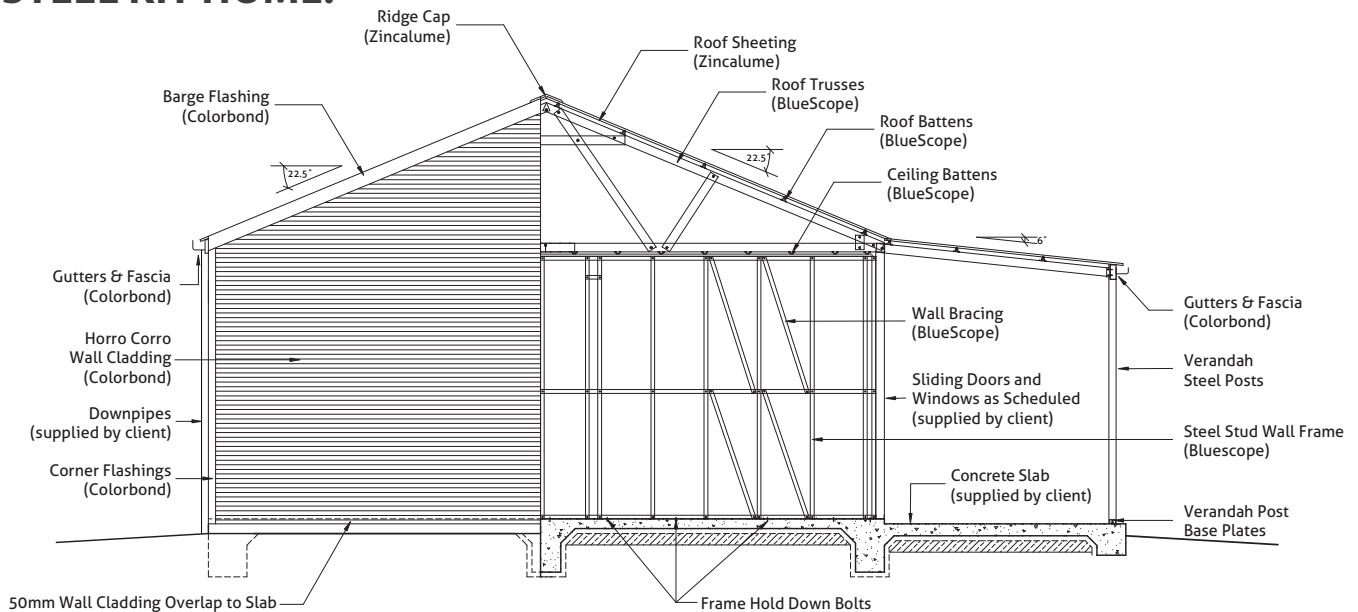 Ridge Cap
(Zincalume)
Roof Sheeting
(Zincalume)
Roof Trusses
(BlueScope)
Barge Flashing
(Colorbond)
Roof Battens
(BlueScope)
22.5°
22.5°
Ceiling Battens
(BlueScope)
6°
Gutters & Fascia
(Colorbond)
Gutters & Fascia
(Colorbond)
Wall Bracing
(BlueScope)
Horro Corro
Wall Cladding
(Colorbond)
Verandah
Steel Posts
Sliding Doors and
Windows as Scheduled
(supplied by client)
Downpipes
(supplied by client)
Steel Stud Wall Frame
(Bluescope)
Corner Flashings
(Colorbond)
Concrete Slab
(supplied by client)
Verandah Post
Base Plates
50mm Wall Cladding Overlap to Slab
Frame Hold Down Bolts